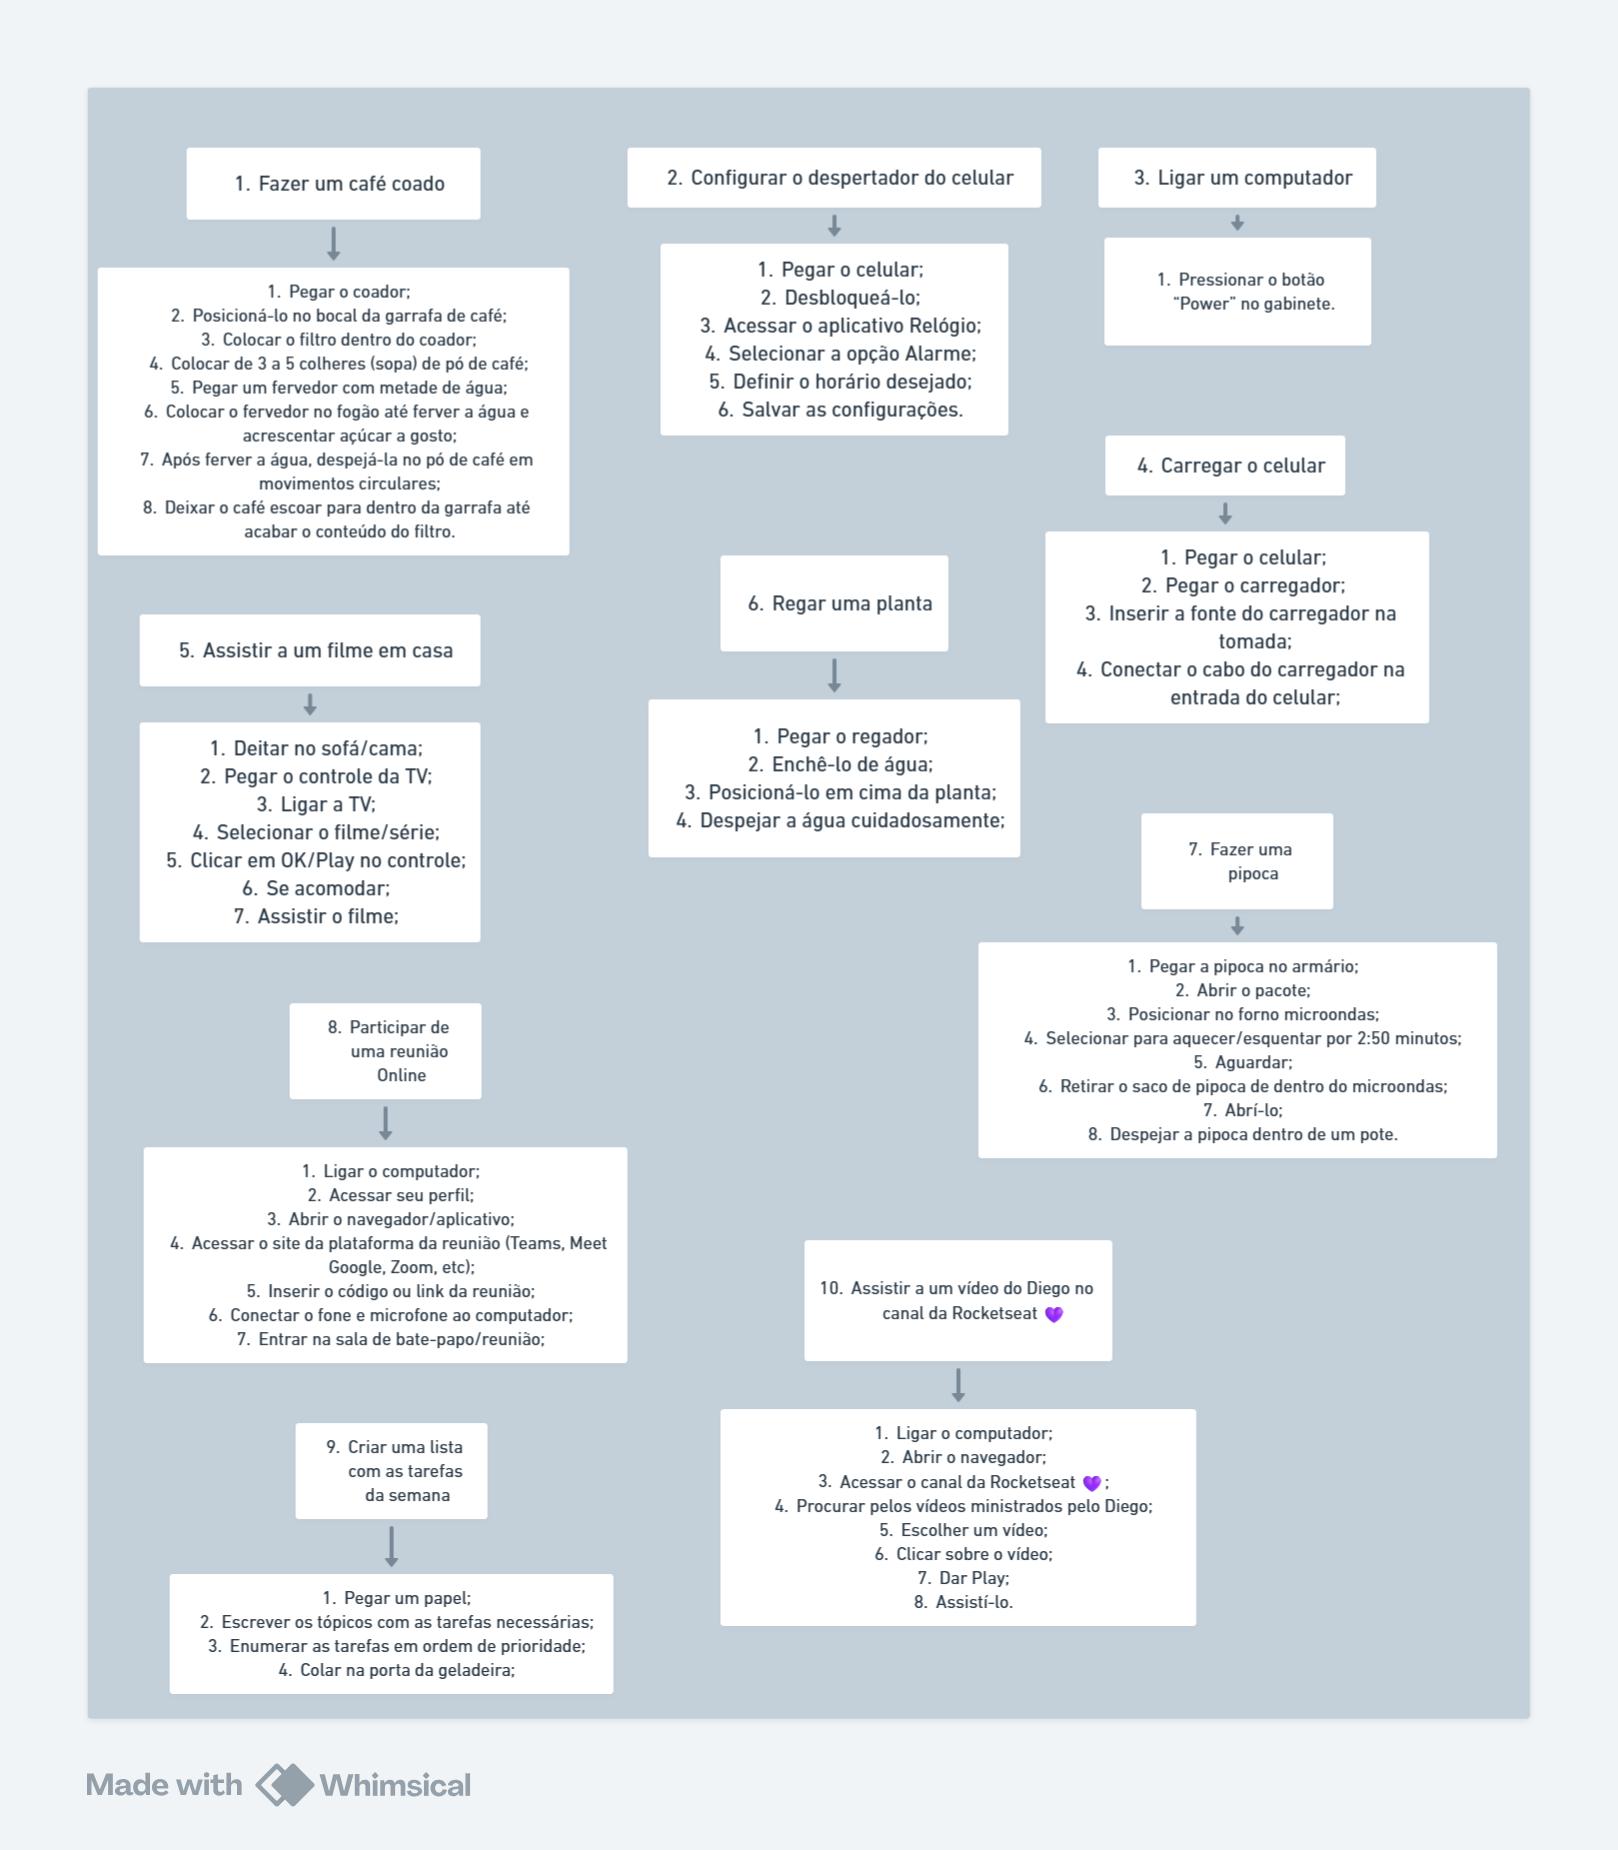 1. Fazer um café coado
1. Pegar o coador;
2. Posicioná-lo no bocal da garrafa de café;
3. Colocar o filtro dentro do coador;
4. Colocar de 3 a 5 colheres (sopa) de pó de café;
5. Pegar um fervedor com metade de água;
6. Colocar o fervedor no fogão até ferver a água e
acrescentar açúcar a gosto;
7. Após ferver a água, despejá-la no pó de café em
movimentos circulares;
8. Deixar o café escoar para dentro da garrafa até
acabar o conteúdo do filtro.
2. Configurar o despertador do celular
1. Pegar o celular;
2. Desbloqueá-lo;
3. Acessar o aplicativo Relógio;
4. Selecionar a opção Alarme;
5. Definir o horário desejado;
6. Salvar as configurações.
3. Ligar um computador
1. Pressionar o botão
“Power” no gabinete.
4. Carregar o celular
1. Pegar o celular;
2. Pegar o carregador;
3. Inserir a fonte do carregador na
tomada;
4. Conectar o cabo do carregador na
entrada do celular;
5. Assistir a um filme em casa
1. Deitar no sofá/cama;
2. Pegar o controle da TV;
3. Ligar a TV;
4. Selecionar o filme/série;
5. Clicar em OK/Play no controle;
6. Se acomodar;
7. Assistir o filme;
6. Regar uma planta
1. Pegar o regador;
2. Enchê-lo de água;
3. Posicioná-lo em cima da planta;
4. Despejar a água cuidadosamente;
7. Fazer uma
pipoca
1. Pegar a pipoca no armário;
2. Abrir o pacote;
3. Posicionar no forno microondas;
4. Selecionar para aquecer/esquentar por 2:50 minutos;
5. Aguardar;
6. Retirar o saco de pipoca de dentro do microondas;
7. Abrí-lo;
8. Despejar a pipoca dentro de um pote.
8. Participar de
uma reunião
Online
1. Ligar o computador;
2. Acessar seu perfil;
3. Abrir o navegador/aplicativo;
4. Acessar o site da plataforma da reunião (Teams, Meet
Google, Zoom, etc);
5. Inserir o código ou link da reunião;
6. Conectar o fone e microfone ao computador;
7. Entrar na sala de bate-papo/reunião;
9. Criar uma lista
com as tarefas
da semana
1. Pegar um papel;
2. Escrever os tópicos com as tarefas necessárias;
3. Enumerar as tarefas em ordem de prioridade;
4. Colar na porta da geladeira;
10. Assistir a um vídeo do Diego no
canal da Rocketseat 💜
1. Ligar o computador;
2. Abrir o navegador;
3. Acessar o canal da Rocketseat 💜 ;
4. Procurar pelos vídeos ministrados pelo Diego;
5. Escolher um vídeo;
6. Clicar sobre o vídeo;
7. Dar Play;
8. Assistí-lo.
Made with Whimsical